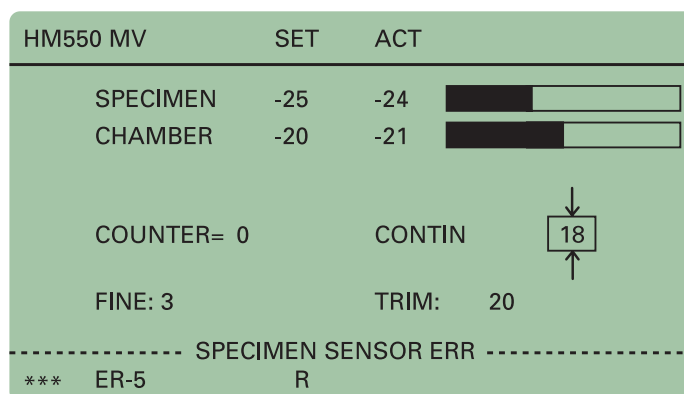 HM550 MV SET ACT
SPECIMEN -25 -24
CHAMBER -20 -21
COUNTER= 0 CONTIN 18
FINE: 3 TRIM: 20
SPECIMEN SENSOR ERR
*** ER-5 R